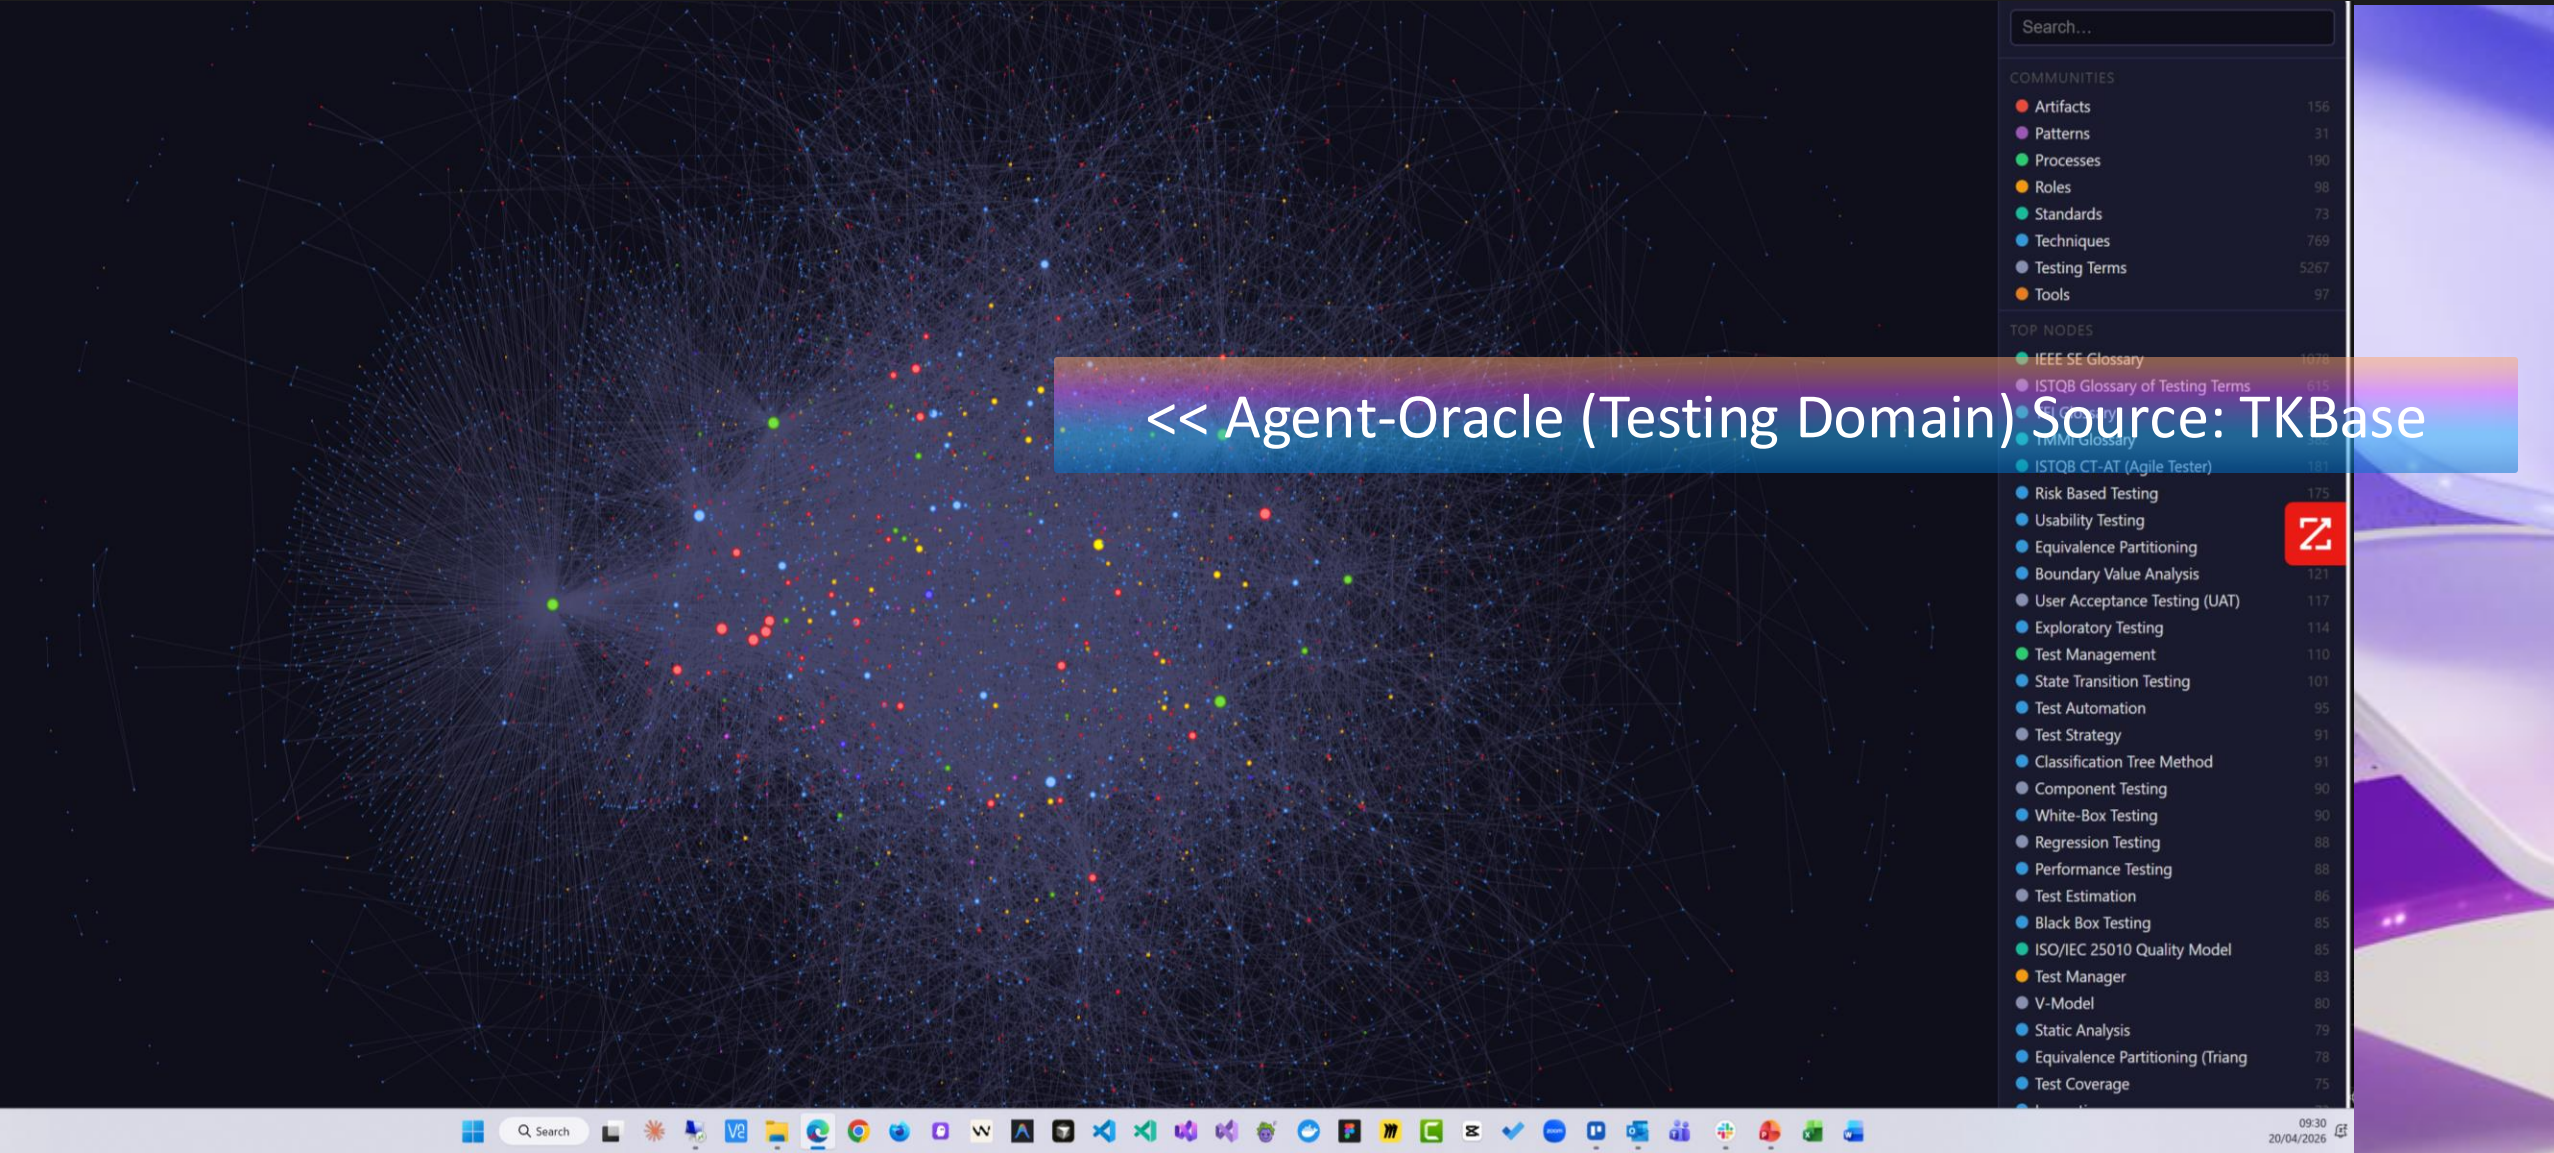 Search...
COMMUNITIES
Artifacts 156
Patterns 31
Processes 190
Roles 98
Standards 73
Techniques 769
Testing Terms 5267
Tools 97
TOP NODES
IEEE SE Glossary 1078
ISTQB Glossary of Testing Terms 615
<< Agent-Oracle (Testing Domain) Source: TKBase
Glossary
TMMi Glossary
ISTQB CT-AT (Agile Tester) 181
Risk Based Testing 175
Usability Testing
Equivalence Partitioning
Boundary Value Analysis 121
User Acceptance Testing (UAT) 117
Exploratory Testing 114
Test Management 110
State Transition Testing 101
Test Automation 95
Test Strategy 91
Classification Tree Method 91
Component Testing 90
White-Box Testing 90
Regression Testing 88
Performance Testing 88
Test Estimation 86
Black Box Testing 85
ISO/IEC 25010 Quality Model 85
Test Manager 83
V-Model 80
Static Analysis 79
Equivalence Partitioning (Triang 78
Test Coverage 75
Search
09:30
20/04/2026